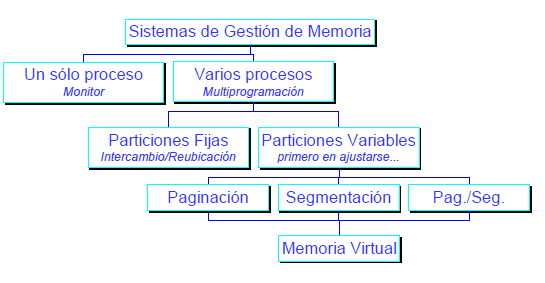 Sistemas de Gestión de Memoria
Un sólo proceso
Monitor
Varios procesos
Multiprogramación
Particiones Fijas
Intercambio/Reubicación
Particiones Variables
primero en ajustarse...
Paginación
Segmentación
Pag./Seg.
Memoria Virtual